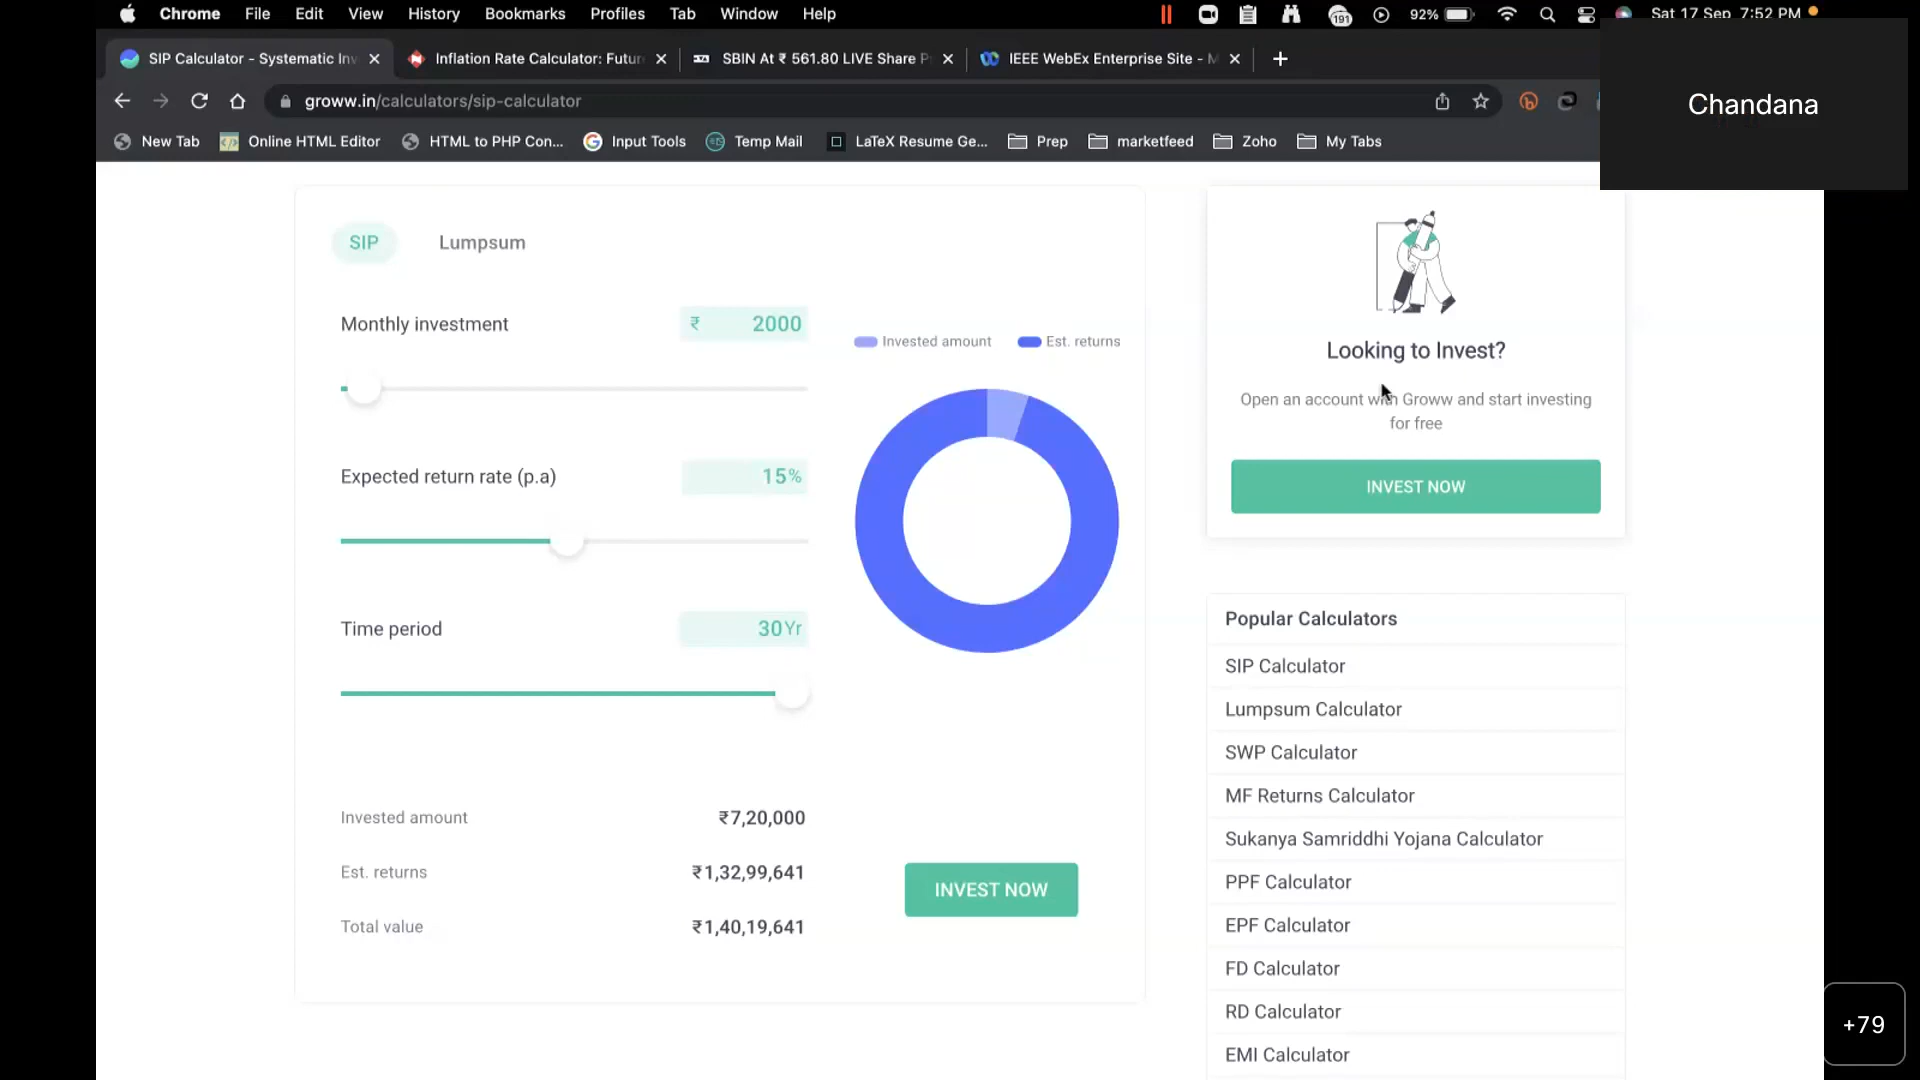 Chrome File Edit View History Bookmarks Profiles Tab Window Help 191 92% Sat 17 Sep 7:52 PM
SIP Calculator - Systematic Inv Inflation Rate Calculator: Futur SBIN At ₹ 561.80 LIVE Share P IEEE WebEx Enterprise Site - M
groww.in/calculators/sip-calculator
Chandana
New Tab Online HTML Editor HTML to PHP Con... Input Tools Temp Mail LaTeX Resume Ge... Prep marketfeed Zoho My Tabs
SIP Lumpsum
Monthly investment ₹ 2000
Invested amount Est. returns
Expected return rate (p.a) 15%
Time period 30Yr
Invested amount ₹7,20,000
Est. returns ₹1,32,99,641
Total value ₹1,40,19,641
INVEST NOW
Looking to Invest?
Open an account with Groww and start investing
for free
INVEST NOW
Popular Calculators
SIP Calculator
Lumpsum Calculator
SWP Calculator
MF Returns Calculator
Sukanya Samriddhi Yojana Calculator
PPF Calculator
EPF Calculator
FD Calculator
RD Calculator
EMI Calculator
+79